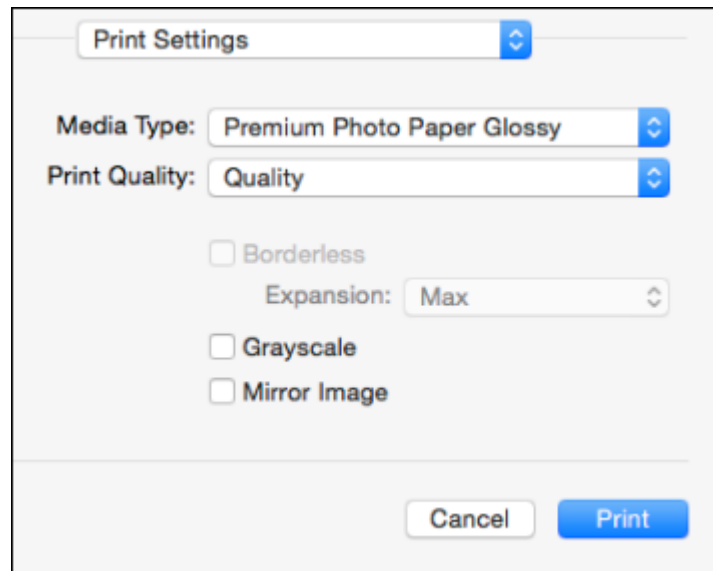 Print Settings
Media Type: Premium Photo Paper Glossy
Print Quality: Quality
Borderless
Expansion: Max
Grayscale
Mirror Image
Cancel Print